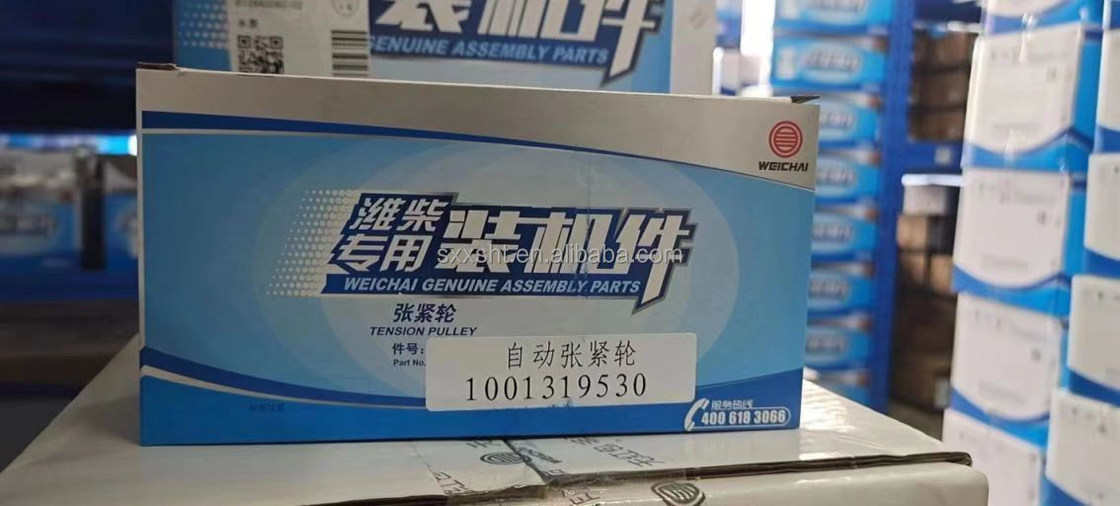 水泵
装机件
GENUINE ASSEMBLY PARTS
WEICHAI
潍柴
专用
装机件
WEICHAI GENUINE ASSEMBLY PARTS
sxxsht.en.alibaba.com
张紧轮
TENSION PULLEY
件号:
Part No.
自动张紧轮
1001319530
服务热线
400 618 3066